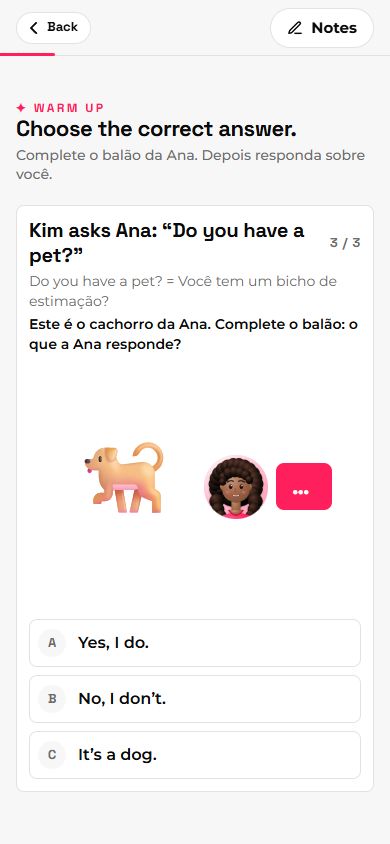 Back
Notes
WARM UP
Choose the correct answer.
Complete o balão da Ana. Depois responda sobre
você.
Kim asks Ana: “Do you have a
pet?”
3 / 3
Do you have a pet? = Você tem um bicho de
estimação?
Este é o cachorro da Ana. Complete o balão: o
que a Ana responde?
...
A Yes, I do.
B No, I don’t.
C It’s a dog.